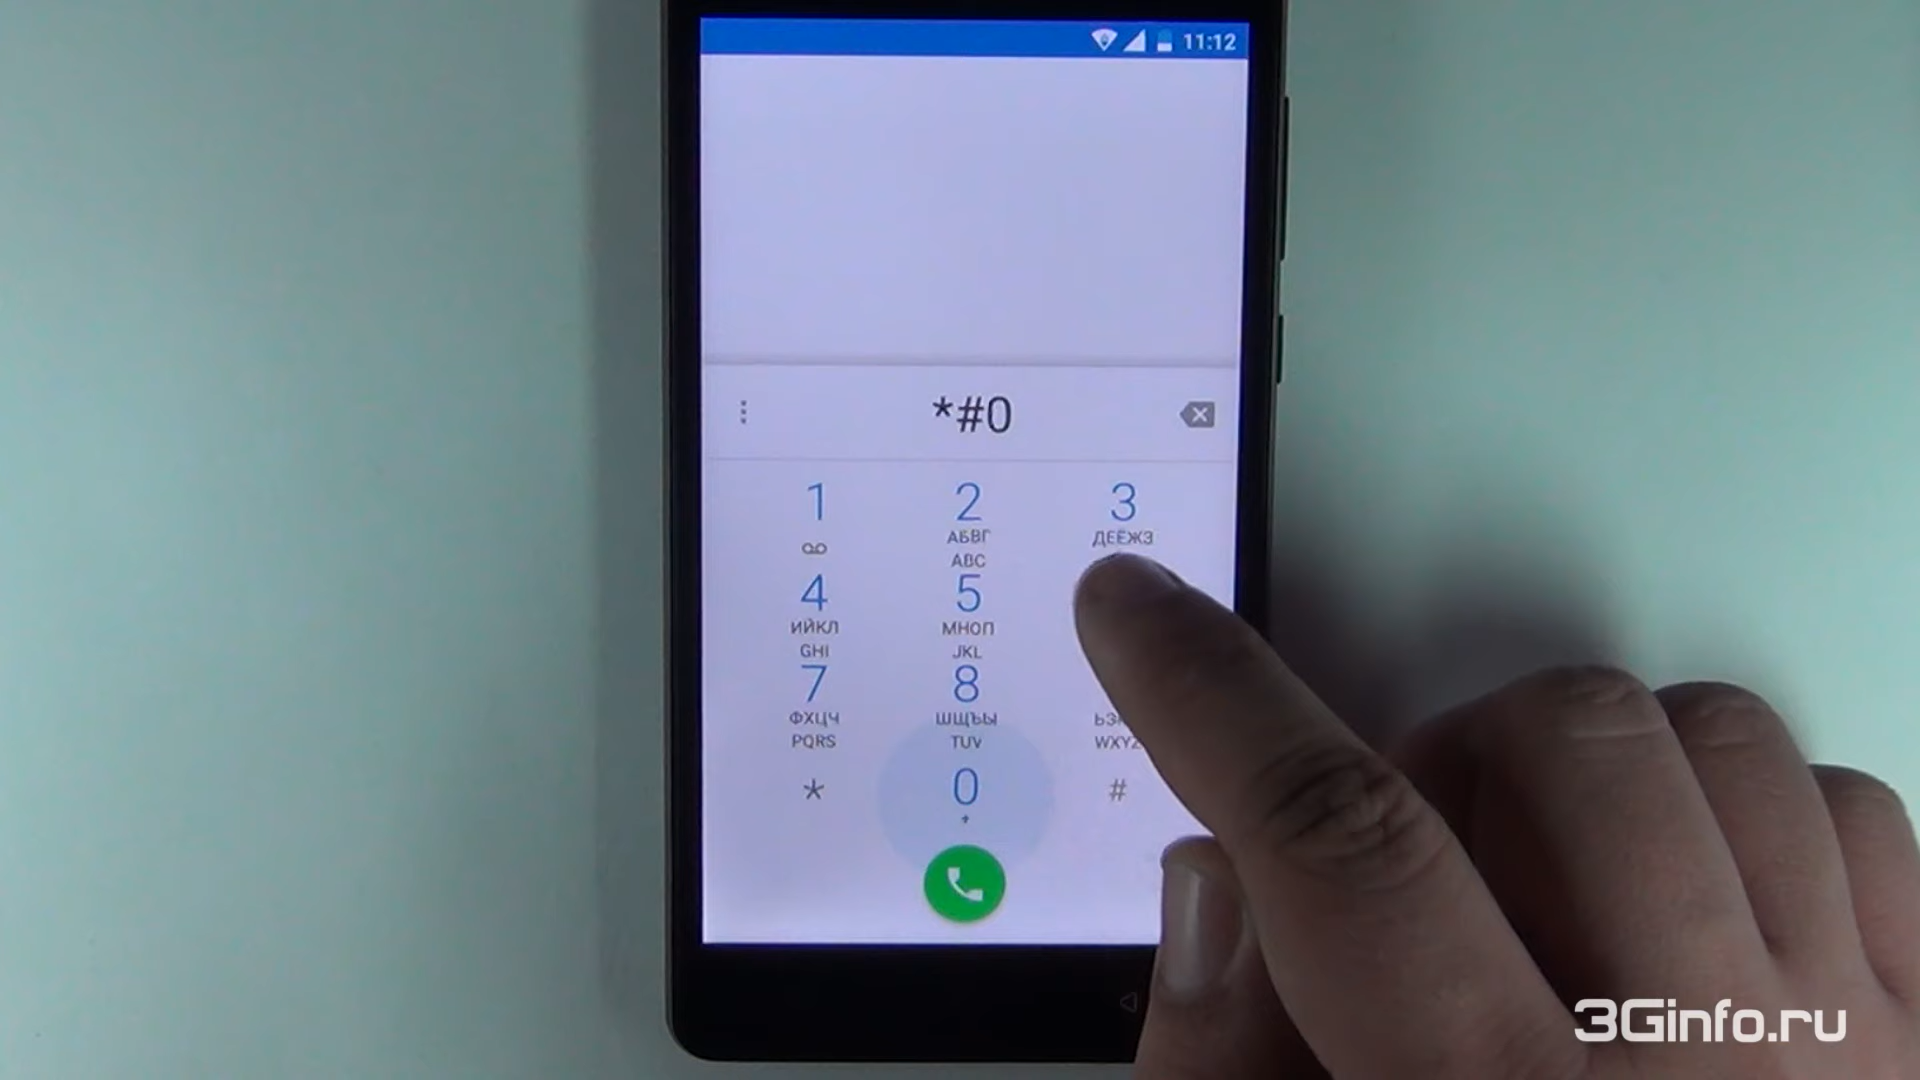 11:12
*#0
1 2 3
АБВГ ДЕЁЖЗ
ABC
4 5
ИЙКЛ МНОП
GHI JKL
7 8
ФХЦЧ ШЩЪЫ
PQRS TUV WXYZ
* 0 #
+
3Ginfo.ru